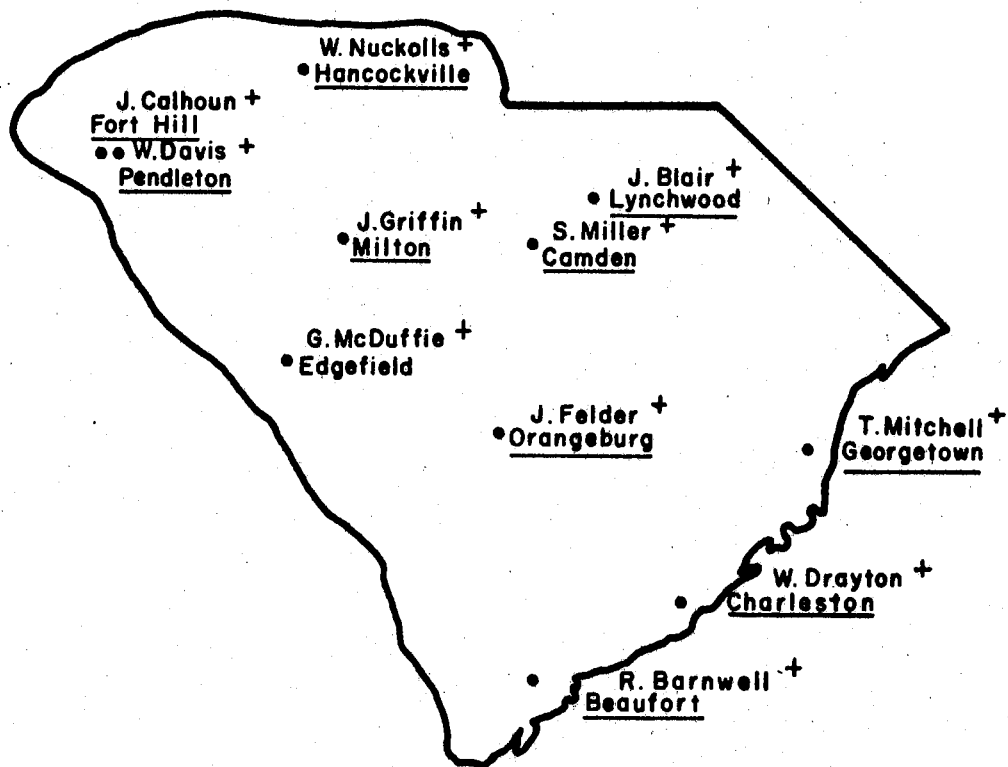 W. Nuckolls +
Hancockville
J. Calhoun +
Fort Hill
W. Davis +
Pendleton
J. Blair +
Lynchwood
J. Griffin +
Milton
S. Miller +
Camden
G. McDuffie +
Edgefield
J. Felder +
Orangeburg
T. Mitchell +
Georgetown
W. Drayton +
Charleston
R. Barnwell +
Beaufort